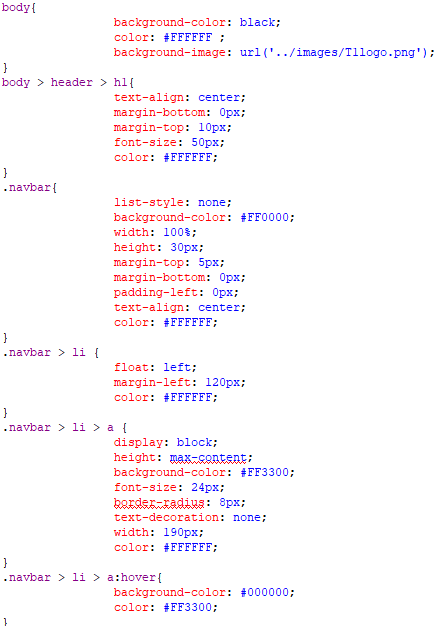 body{
background-color: black;
color: #FFFFFF ;
background-image: url('../images/T1logo.png');
}
body > header > h1{
text-align: center;
margin-bottom: 0px;
margin-top: 10px;
font-size: 50px;
color: #FFFFFF;
}
.navbar{
list-style: none;
background-color: #FF0000;
width: 100%;
height: 30px;
margin-top: 5px;
margin-bottom: 0px;
padding-left: 0px;
text-align: center;
color: #FFFFFF;
}
.navbar > li {
float: left;
margin-left: 120px;
color: #FFFFFF;
}
.navbar > li > a {
display: block;
height: max-content;
background-color: #FF3300;
font-size: 24px;
border-radius: 8px;
text-decoration: none;
width: 190px;
color: #FFFFFF;
}
.navbar > li > a:hover{
background-color: #000000;
color: #FF3300;
}